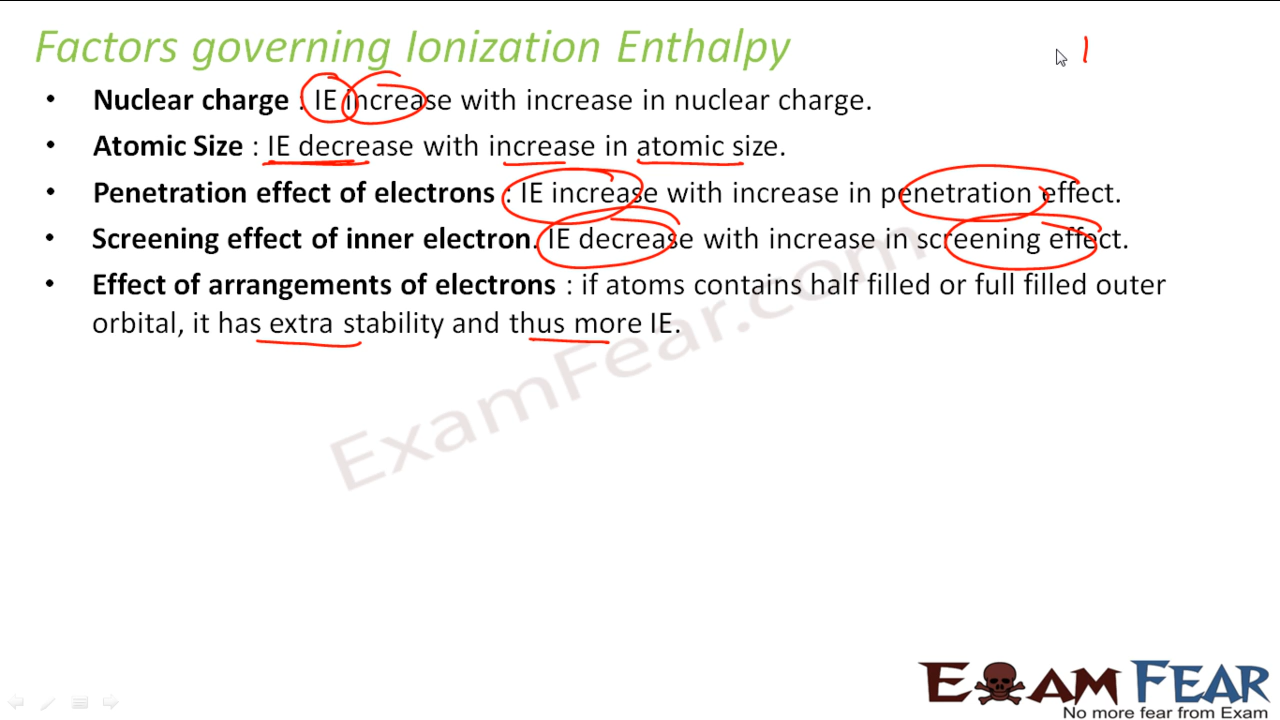 Factors governing Ionization Enthalpy
• Nuclear charge : IE increase with increase in nuclear charge.
• Atomic Size : IE decrease with increase in atomic size.
• Penetration effect of electrons : IE increase with increase in penetration effect.
• Screening effect of inner electron. IE decrease with increase in screening effect.
• Effect of arrangements of electrons : if atoms contains half filled or full filled outer
orbital, it has extra stability and thus more IE.
ExamFear.com
EXAM FEAR
No more fear from Exam